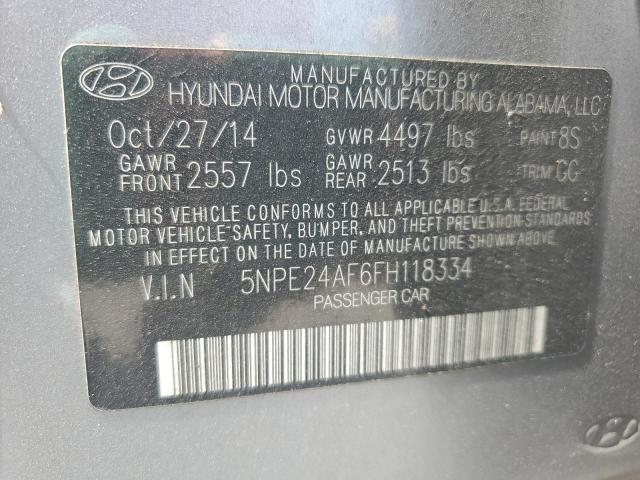 MANUFACTURED BY
HYUNDAI MOTOR MANUFACTURING ALABAMA, LLC
Oct/27/14 GVWR 4497 lbs PAINT 8S
GAWR FRONT 2557 lbs GAWR REAR 2513 lbs TRIM GG
THIS VEHICLE CONFORMS TO ALL APPLICABLE U.S.A. FEDERAL
MOTOR VEHICLE SAFETY, BUMPER, AND THEFT PREVENTION STANDARDS
IN EFFECT ON THE DATE OF MANUFACTURE SHOWN ABOVE.
V.I.N 5NPE24AF6FH118334
PASSENGER CAR